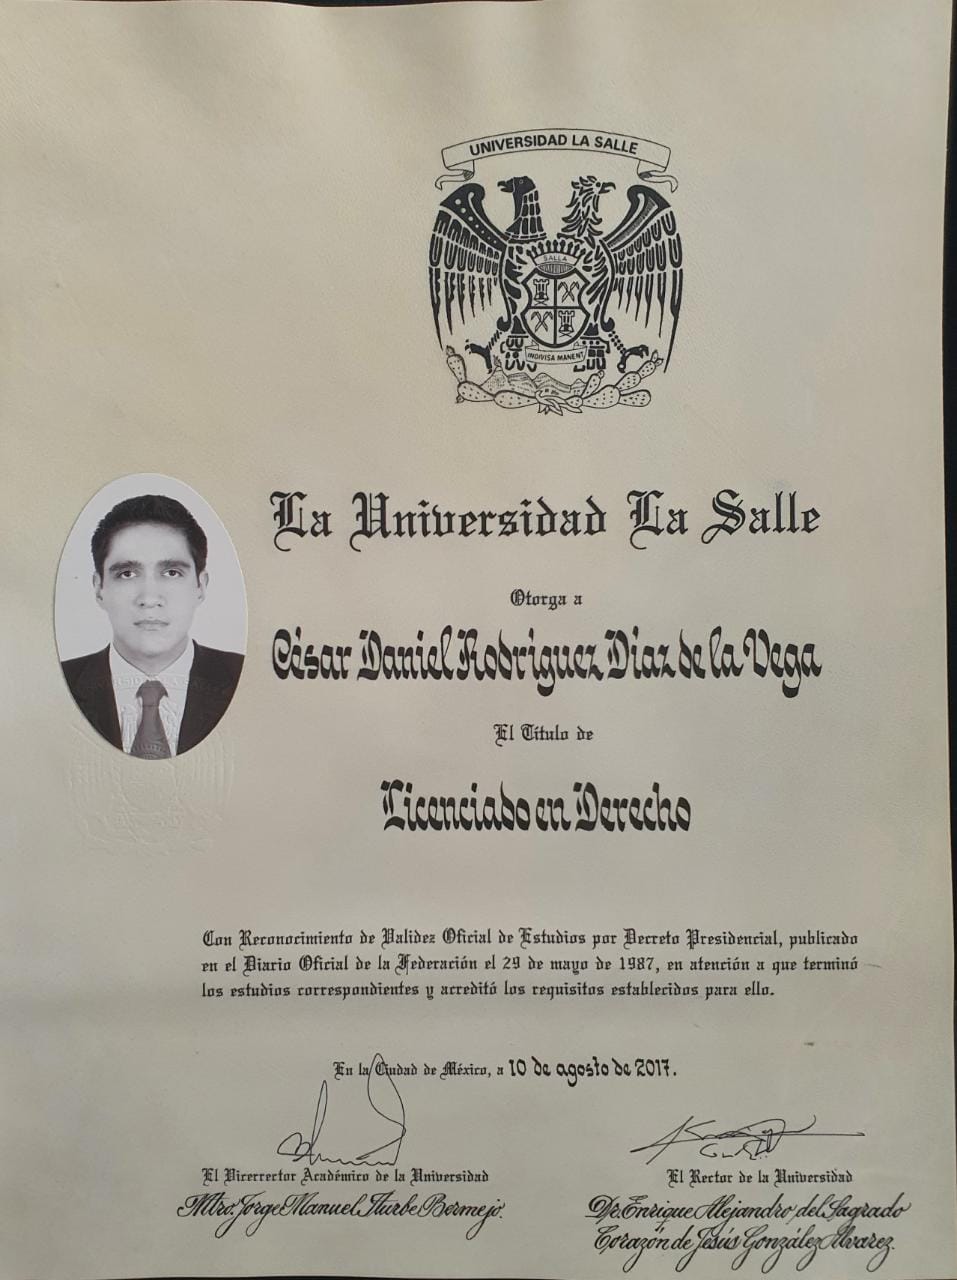 UNIVERSIDAD LA SALLE
SALLA
INDIVISA MANENT
La Universidad La Salle
Otorga a
César Daniel Rodríguez Díaz de la Vega
El Título de
Licenciado en Derecho
Con Reconocimiento de Validez Oficial de Estudios por Decreto Presidencial, publicado
en el Diario Oficial de la Federación el 29 de mayo de 1987, en atención a que terminó
los estudios correspondientes y acreditó los requisitos establecidos para ello.
En la Ciudad de México, a 10 de agosto de 2017.
El Vicerrector Académico de la Universidad
Mtro. Jorge Manuel Iturbe Bermejo.
El Rector de la Universidad
Dr. Enrique Alejandro del Sagrado
Corazón de Jesús González Álvarez.